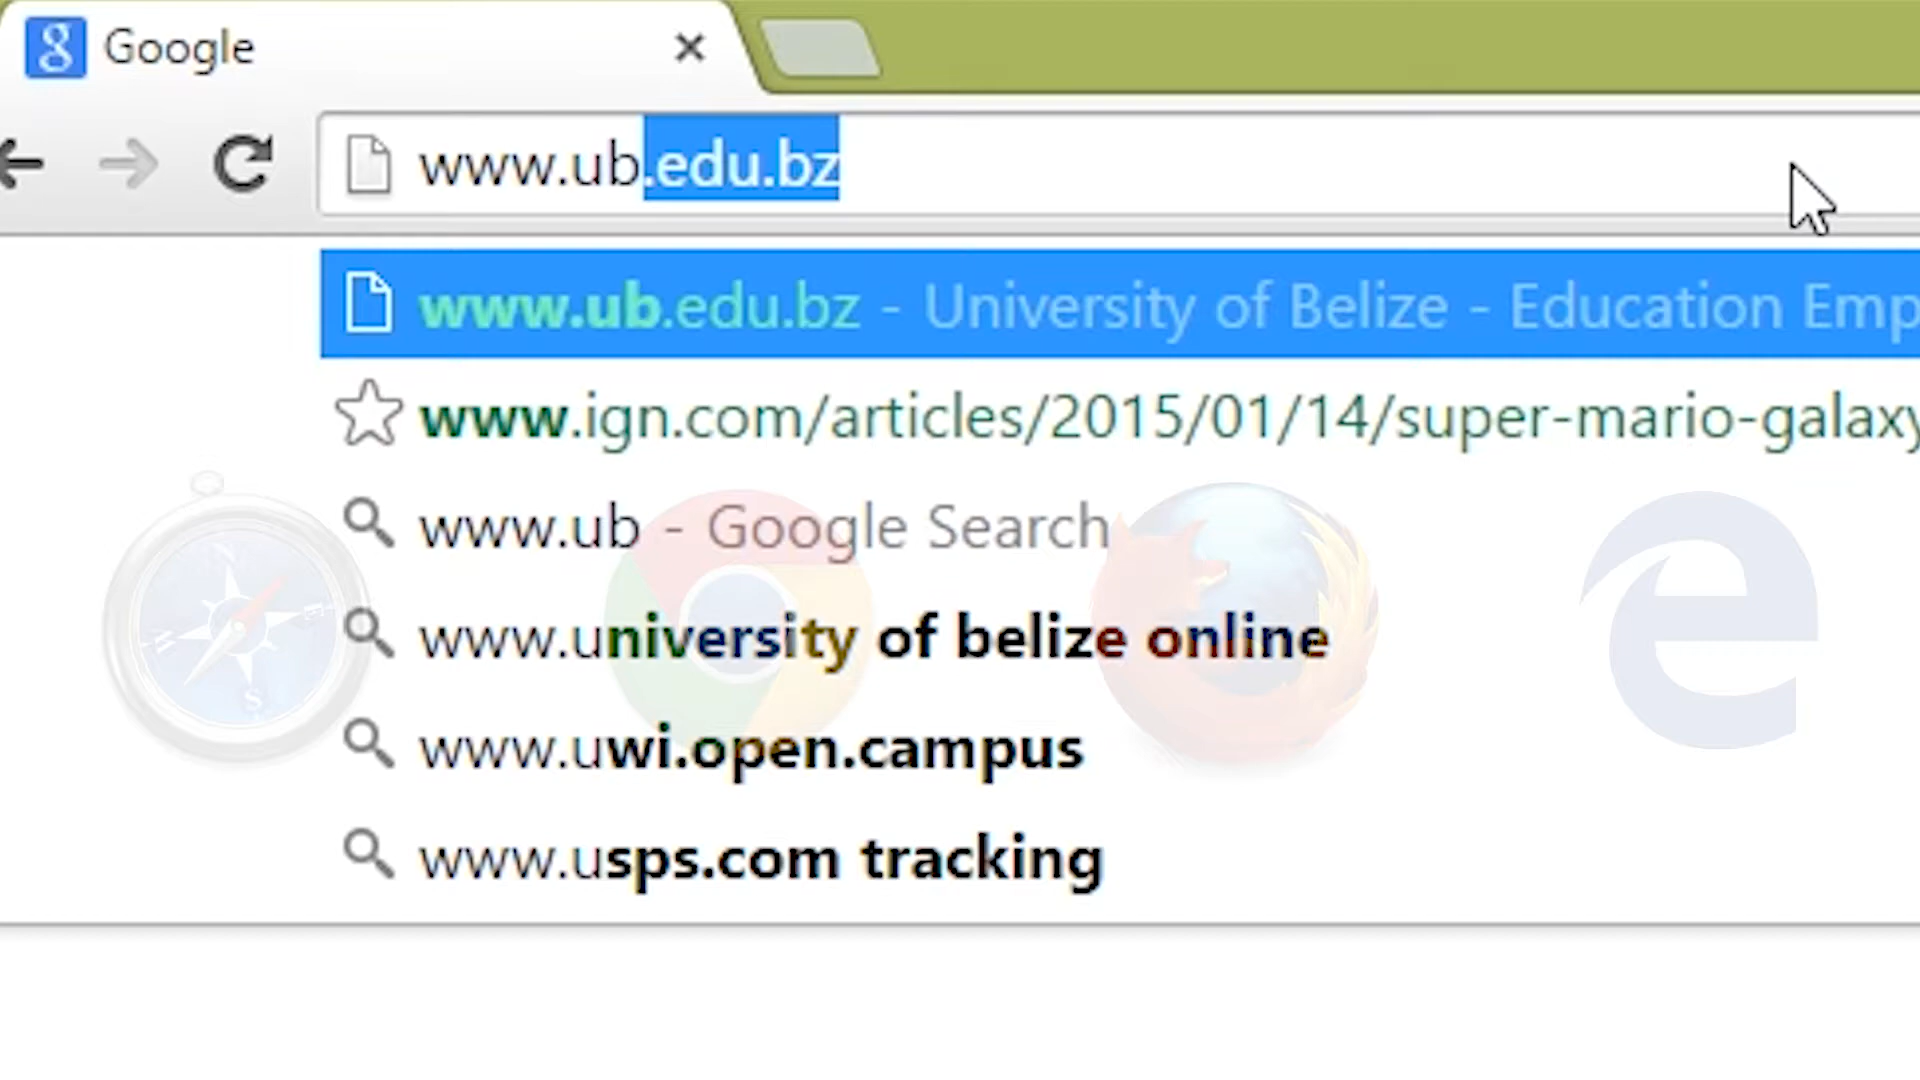 Google
www.ub.edu.bz
www.ub.edu.bz - University of Belize - Education Emp
www.ign.com/articles/2015/01/14/super-mario-galaxy
www.ub - Google Search
www.university of belize online
www.uwi.open.campus
www.usps.com tracking